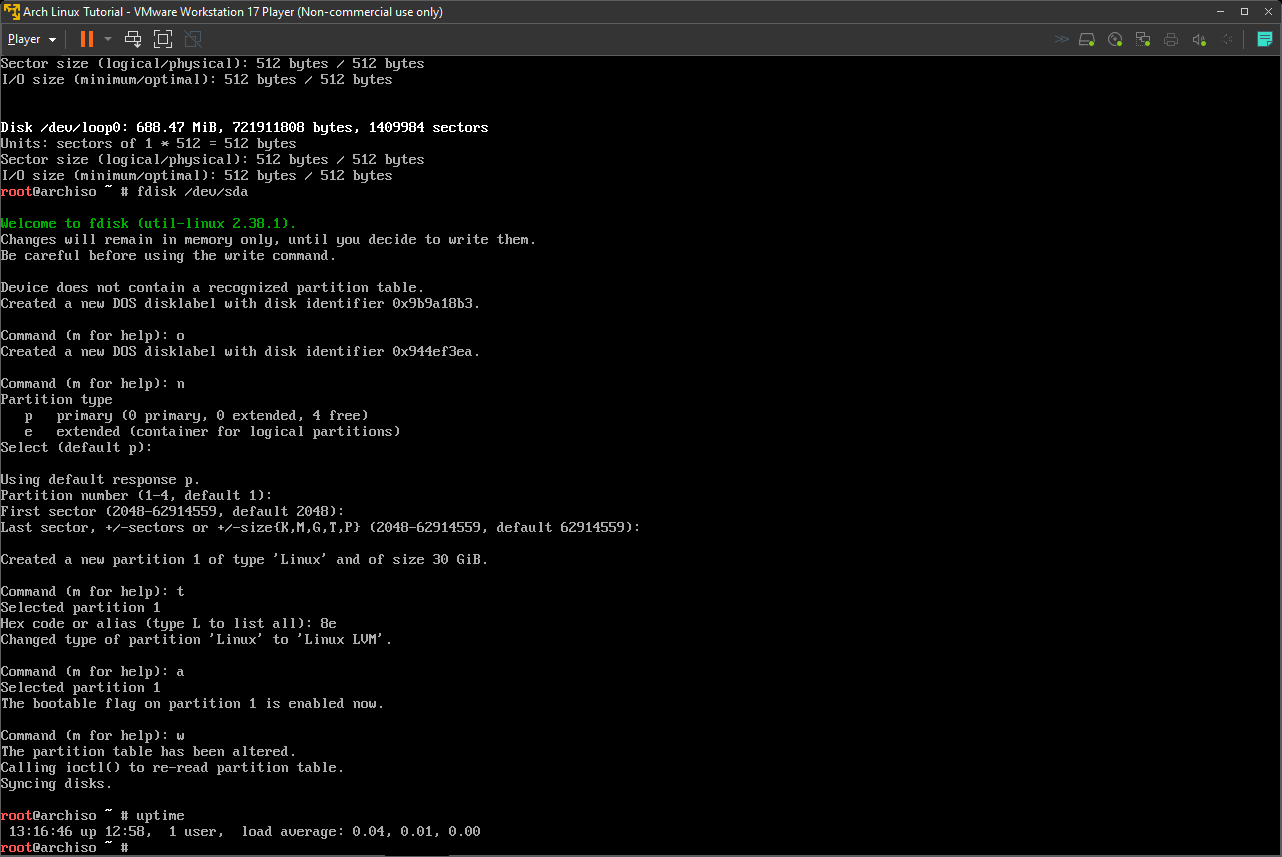 Arch Linux Tutorial - VMware Workstation 17 Player (Non-commercial use only)
Player
Sector size (logical/physical): 512 bytes / 512 bytes
I/O size (minimum/optimal): 512 bytes / 512 bytes
Disk /dev/loop0: 688.47 MiB, 721911808 bytes, 1409984 sectors
Units: sectors of 1 * 512 = 512 bytes
Sector size (logical/physical): 512 bytes / 512 bytes
I/O size (minimum/optimal): 512 bytes / 512 bytes
root@archiso ~ # fdisk /dev/sda
Welcome to fdisk (util-linux 2.38.1).
Changes will remain in memory only, until you decide to write them.
Be careful before using the write command.
Device does not contain a recognized partition table.
Created a new DOS disklabel with disk identifier 0x9b9a18b3.
Command (m for help): o
Created a new DOS disklabel with disk identifier 0x944ef3ea.
Command (m for help): n
Partition type
   p   primary (0 primary, 0 extended, 4 free)
   e   extended (container for logical partitions)
Select (default p):
Using default response p.
Partition number (1-4, default 1):
First sector (2048-62914559, default 2048):
Last sector, +/-sectors or +/-size{K,M,G,T,P} (2048-62914559, default 62914559):
Created a new partition 1 of type 'Linux' and of size 30 GiB.
Command (m for help): t
Selected partition 1
Hex code or alias (type L to list all): 8e
Changed type of partition 'Linux' to 'Linux LVM'.
Command (m for help): a
Selected partition 1
The bootable flag on partition 1 is enabled now.
Command (m for help): w
The partition table has been altered.
Calling ioctl() to re-read partition table.
Syncing disks.
root@archiso ~ # uptime
 13:16:46 up 12:58,  1 user,  load average: 0.04, 0.01, 0.00
root@archiso ~ #